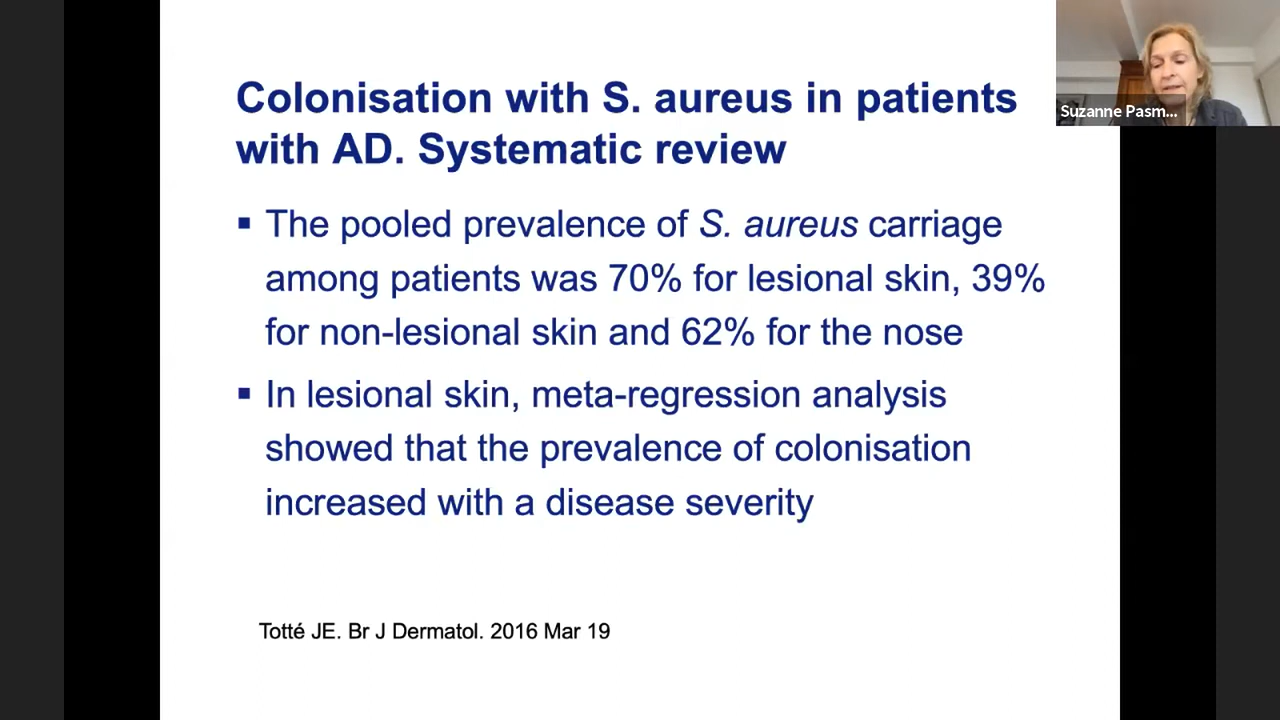 Colonisation with S. aureus in patients
with AD. Systematic review
▪ The pooled prevalence of S. aureus carriage
among patients was 70% for lesional skin, 39%
for non-lesional skin and 62% for the nose
▪ In lesional skin, meta-regression analysis
showed that the prevalence of colonisation
increased with a disease severity
Totté JE. Br J Dermatol. 2016 Mar 19
Suzanne Pasm...